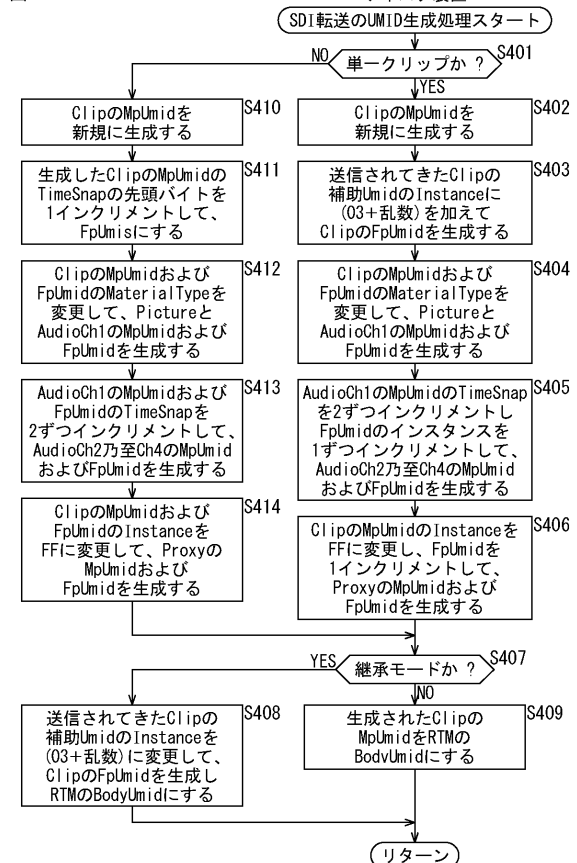 SDI転送のUMID生成処理スタート
単一クリップか ?
S401
NO
YES
ClipのMpUmidを
新規に生成する
S410
ClipのMpUmidを
新規に生成する
S402
生成したClipのMpUmidの
TimeSnapの先頭バイトを
1インクリメントして、
FpUmisにする
S411
送信されてきたClipの
補助UmidのInstanceに
(03+乱数)を加えて
ClipのFpUmidを生成する
S403
ClipのMpUmidおよび
FpUmidのMaterialTypeを
変更して、Pictureと
AudioCh1のMpUmidおよび
FpUmidを生成する
S412
ClipのMpUmidおよび
FpUmidのMaterialTypeを
変更して、Pictureと
AudioCh1のMpUmidおよび
FpUmidを生成する
S404
AudioCh1のMpUmidおよび
FpUmidのTimeSnapを
2ずつインクリメントして、
AudioCh2乃至Ch4のMpUmid
およびFpUmidを生成する
S413
AudioCh1のMpUmidのTimeSnap
を2ずつインクリメントし
FpUmidのインスタンスを
1ずつインクリメントして、
AudioCh2乃至Ch4のMpUmid
およびFpUmidを生成する
S405
ClipのMpUmidおよび
FpUmidのInstanceを
FFに変更して、Proxyの
MpUmidおよび
FpUmidを生成する
S414
ClipのMpUmidのInstanceを
FFに変更し、FpUmidを
1インクリメントして、
ProxyのMpUmidおよび
FpUmidを生成する
S406
継承モードか ?
S407
YES
NO
送信されてきたClipの
補助UmidのInstanceを
(03+乱数)に変更して、
ClipのFpUmidを生成し
RTMのBodyUmidにする
S408
生成されたClipの
MpUmidをRTMの
BodvUmidにする
S409
リターン